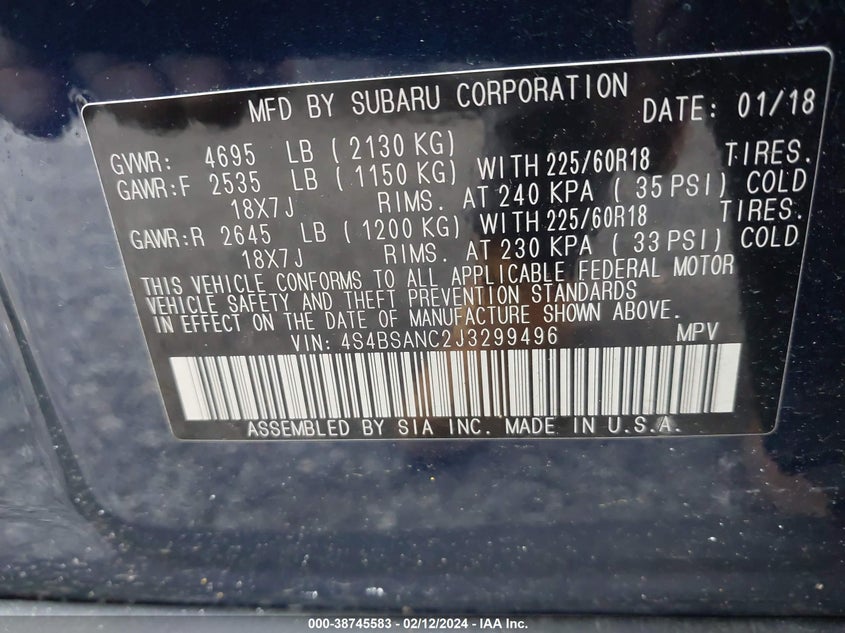 MFD BY SUBARU CORPORATION DATE: 01/18
GVWR: 4695 LB ( 2130 KG)
GAWR:F 2535 LB ( 1150 KG) WITH 225/60R18 TIRES.
18X7J RIMS. AT 240 KPA ( 35 PSI) COLD
GAWR:R 2645 LB ( 1200 KG) WITH 225/60R18 TIRES.
18X7J RIMS. AT 230 KPA ( 33 PSI) COLD
THIS VEHICLE CONFORMS TO ALL APPLICABLE FEDERAL MOTOR
VEHICLE SAFETY AND THEFT PREVENTION STANDARDS
IN EFFECT ON THE DATE OF MANUFACTURE SHOWN ABOVE.
VIN: 4S4BSANC2J3299496 MPV
ASSEMBLED BY SIA INC. MADE IN U.S.A.
000-38745583 - 02/12/2024 - IAA Inc.